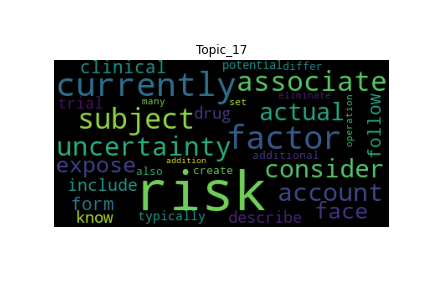 Topic_17
clinical potential differ
currently associate
trial many set eliminate
drug actual
subject follow
factor operation
uncertainty
additional
expose also addition create consider
include risk account
form face
know typically describe